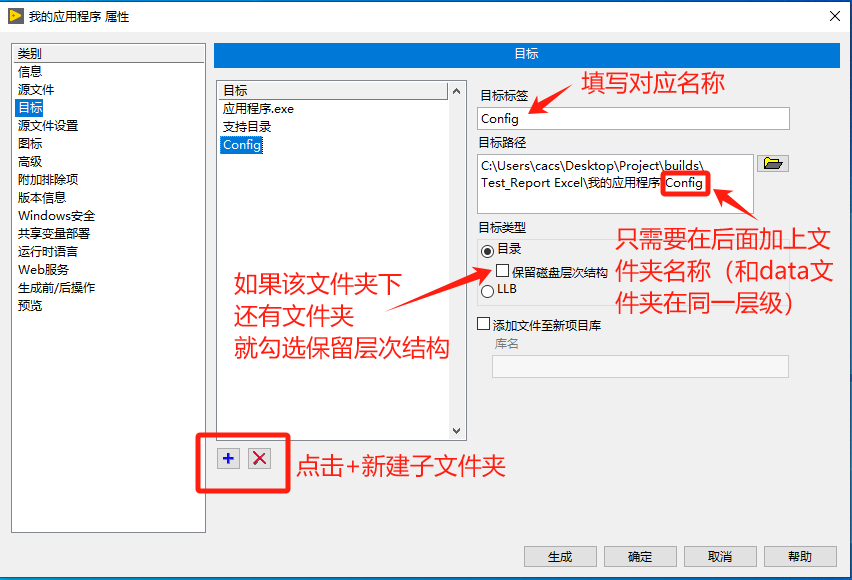 我的应用程序 属性
类别
信息
源文件
目标
源文件设置
图标
高级
附加排除项
版本信息
Windows安全
共享变量部署
运行时语言
Web服务
生成前/后操作
预览
目标
目标
应用程序.exe
支持目录
Config
目标标签
填写对应名称
Config
目标路径
C:\Users\cacs\Desktop\Project\builds\
Test_Report Excel\我的应用程序\Config
只需要在后面加上文
件夹名称（和data文
件夹在同一层级）
目标类型
目录
保留磁盘层次结构
LLB
如果该文件夹下
还有文件夹
就勾选保留层次结构
添加文件至新项目库
库名
点击+新建子文件夹
生成
确定
取消
帮助